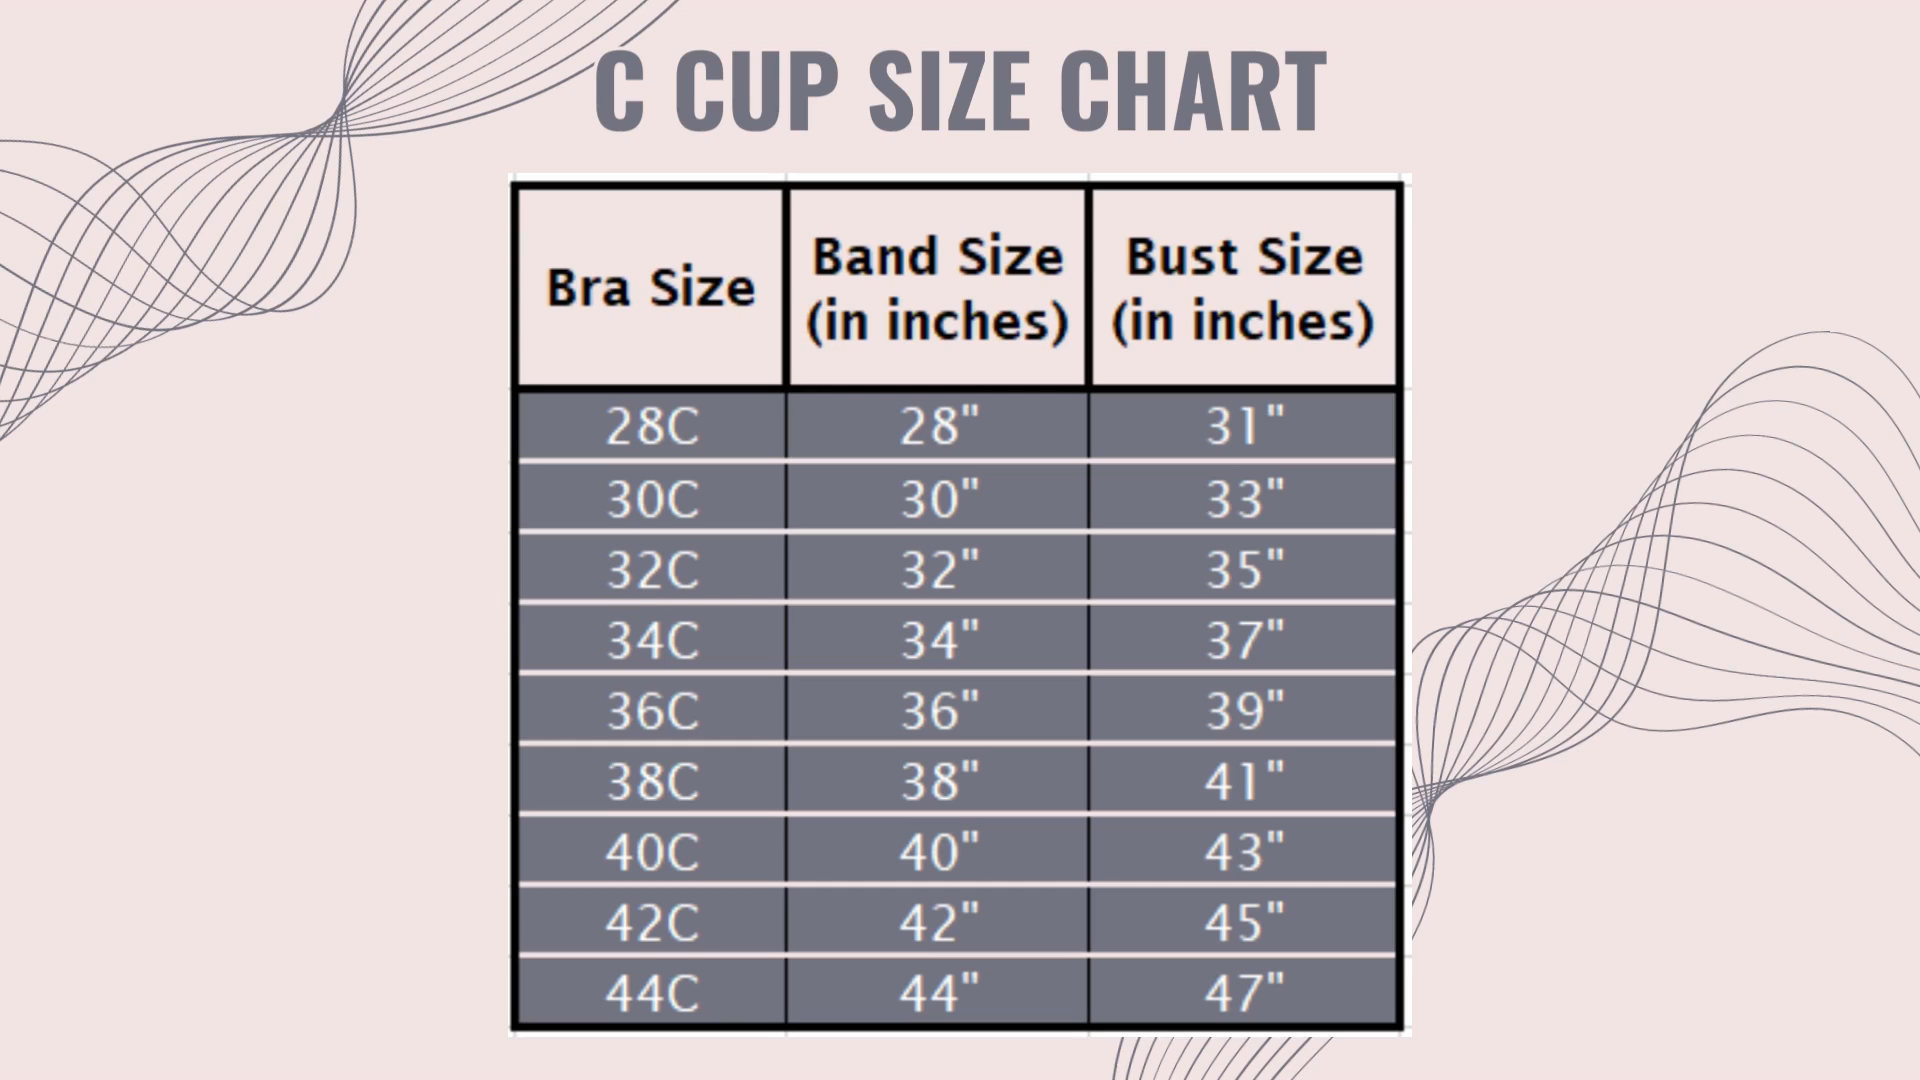 C CUP SIZE CHART
Bra Size
Band Size
(in inches)
Bust Size
(in inches)
28C 28" 31"
30C 30" 33"
32C 32" 35"
34C 34" 37"
36C 36" 39"
38C 38" 41"
40C 40" 43"
42C 42" 45"
44C 44" 47"